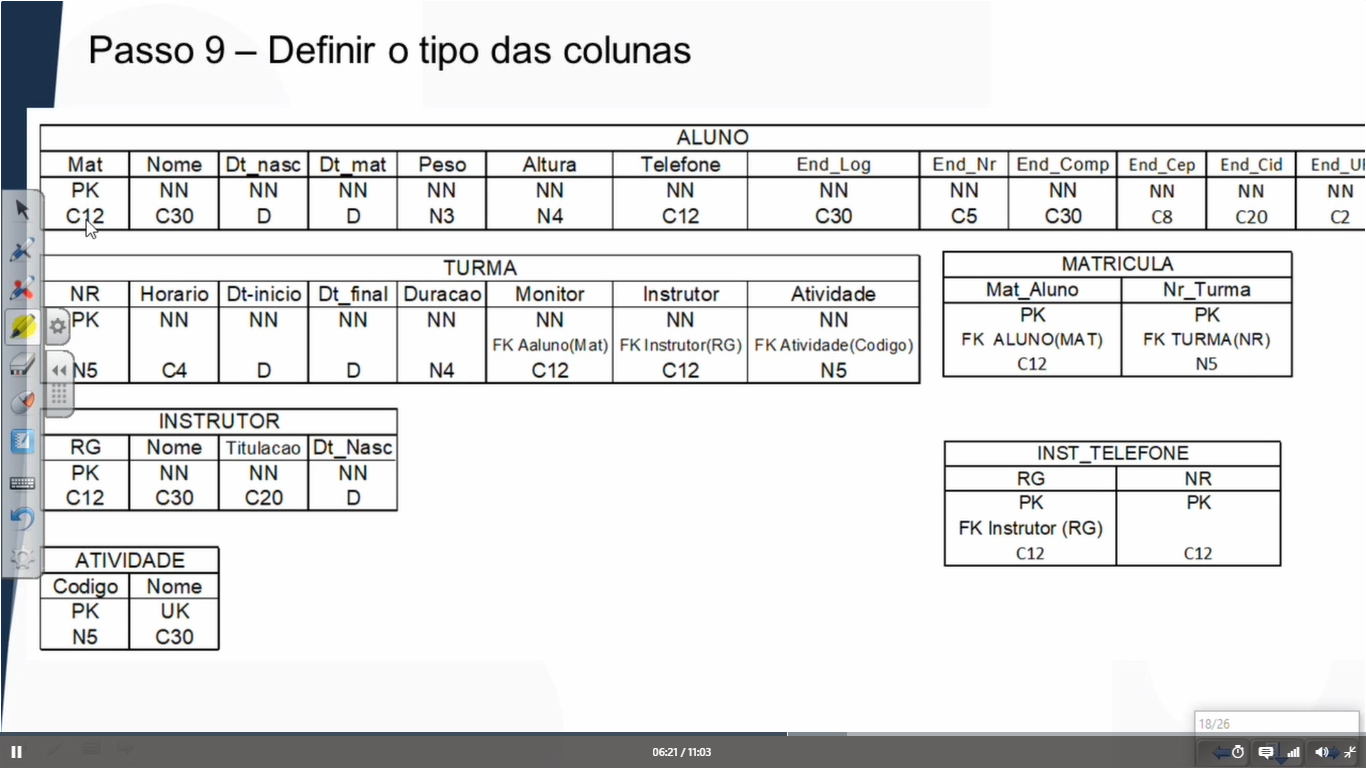 Passo 9 – Definir o tipo das colunas
ALUNO
Mat Nome Dt_nasc Dt_mat Peso Altura Telefone End_Log End_Nr End_Comp End_Cep End_Cid
PK NN NN NN NN NN NN NN NN NN NN NN NN
C12 C30 D D N3 N4 C12 C30 C5 C30 C8 C20 C2
TURMA
NR Horario Dt-inicio Dt_final Duracao Monitor Instrutor Atividade
PK NN NN NN NN NN NN NN
FK Aaluno(Mat) FK Instrutor(RG) FK Atividade(Codigo)
N5 C4 D D N4 C12 C12 N5
MATRICULA
Mat_Aluno Nr_Turma
PK PK
FK ALUNO(MAT) FK TURMA(NR)
C12 N5
INSTRUTOR
RG Nome Titulacao Dt_Nasc
PK NN NN NN
C12 C30 C20 D
INST_TELEFONE
RG NR
PK PK
FK Instrutor (RG)
C12 C12
ATIVIDADE
Codigo Nome
PK UK
N5 C30
18/26
06:21 / 11:03